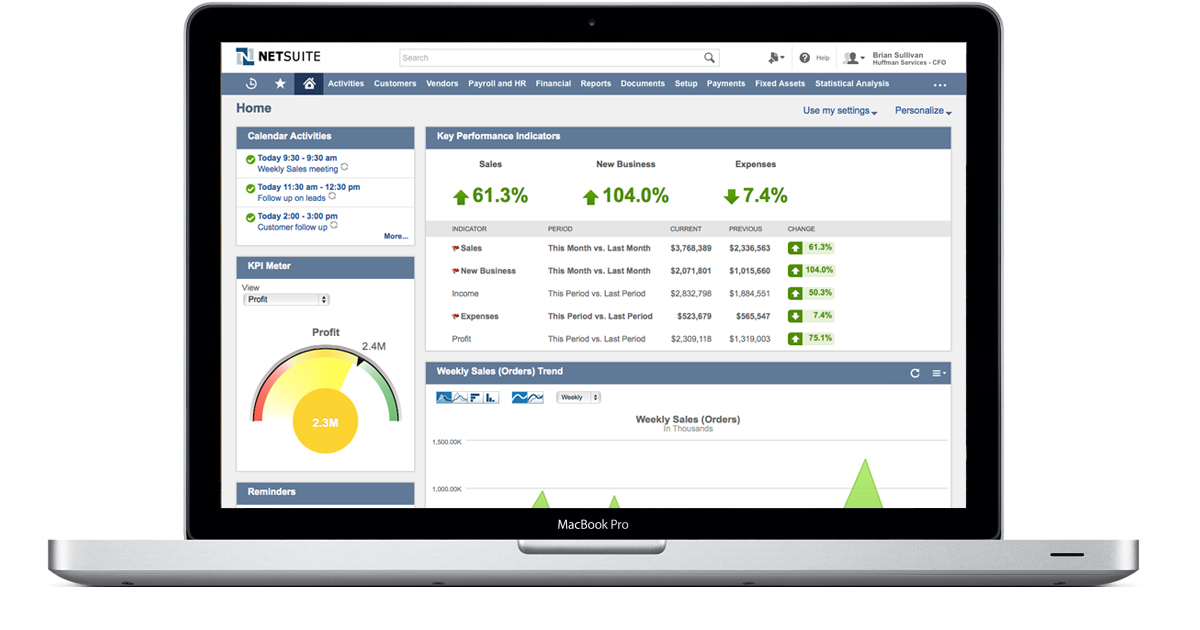 NETSUITE
Search
Help
Brian Sullivan
Huffman Services - CFO
Activities Customers Vendors Payroll and HR Financial Reports Documents Setup Payments Fixed Assets Statistical Analysis
Home
Use my settings
Personalize
Calendar Activities
Today 9:30 - 9:30 am
Weekly Sales meeting
Today 11:30 am - 12:30 pm
Follow up on leads
Today 2:00 - 3:00 pm
Customer follow up
More...
KPI Meter
View
Profit
Profit
2.4M
2.3M
Reminders
Key Performance Indicators
Sales New Business Expenses
61.3% 104.0% 7.4%
INDICATOR PERIOD CURRENT PREVIOUS CHANGE
Sales This Month vs. Last Month $3,768,389 $2,336,563 61.3%
New Business This Month vs. Last Month $2,071,801 $1,015,660 104.0%
Income This Period vs. Last Period $2,832,798 $1,884,551 50.3%
Expenses This Period vs. Last Period $523,679 $565,547 7.4%
Profit This Period vs. Last Period $2,309,118 $1,319,003 75.1%
Weekly Sales (Orders) Trend
Weekly
Weekly Sales (Orders)
In Thousands
1,500.00K
1,000.00K
MacBook Pro